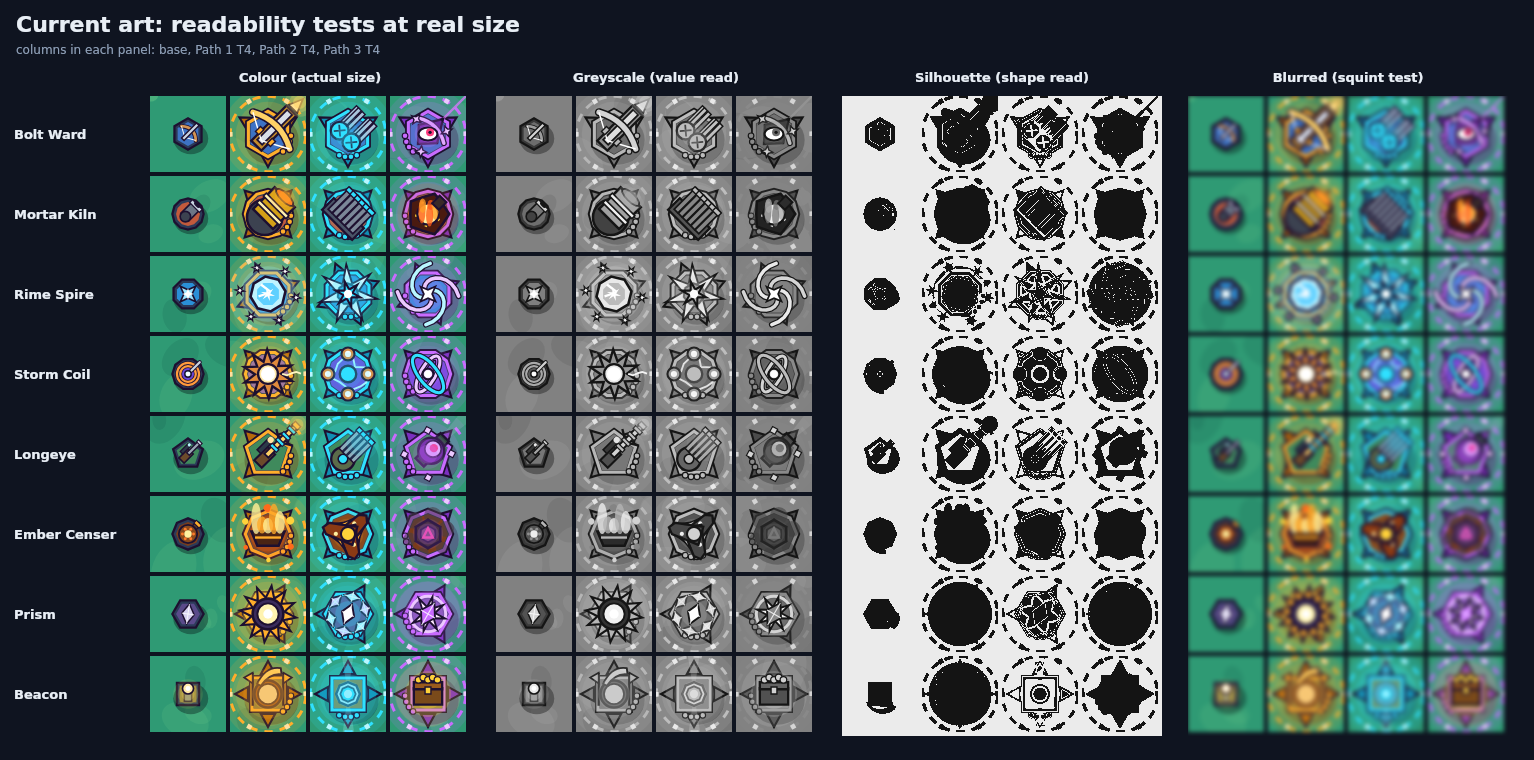 Current art: readability tests at real size
columns in each panel: base, Path 1 T4, Path 2 T4, Path 3 T4
Colour (actual size)
Greyscale (value read)
Silhouette (shape read)
Blurred (squint test)
Bolt Ward
Mortar Kiln
Rime Spire
Storm Coil
Longeye
Ember Censer
Prism
Beacon